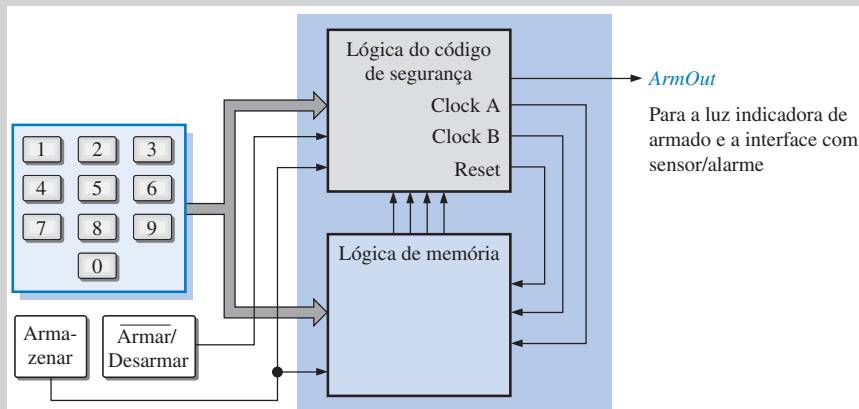 Lógica do código
de segurança
Clock A
Clock B
Reset
ArmOut
Para a luz indicadora de
armado e a interface com
sensor/alarme
1 2 3
4 5 6
7 8 9
0
Lógica de memória
Arma-
zenar
Armar/
Desarmar